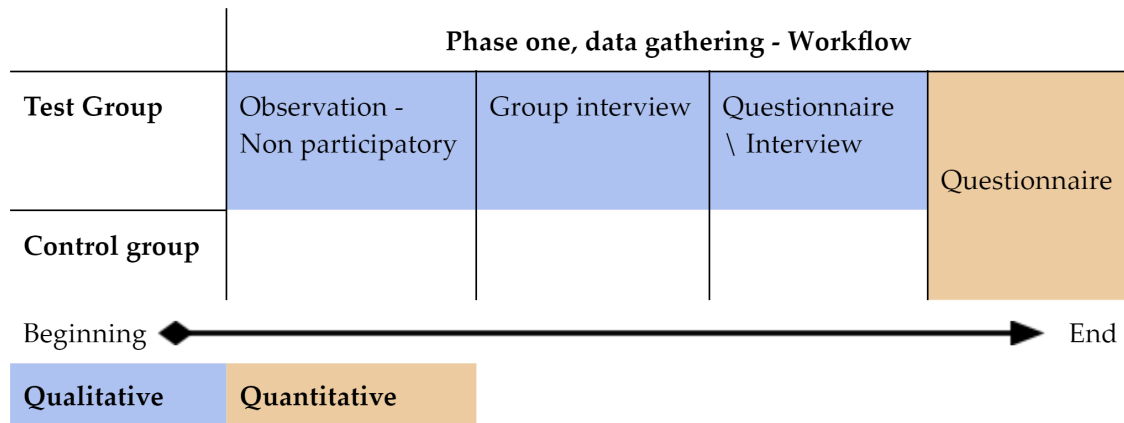 Phase one, data gathering - Workflow
Test Group
Observation -
Non participatory
Group interview
Questionnaire
\ Interview
Questionnaire
Control group
Beginning
End
Qualitative
Quantitative